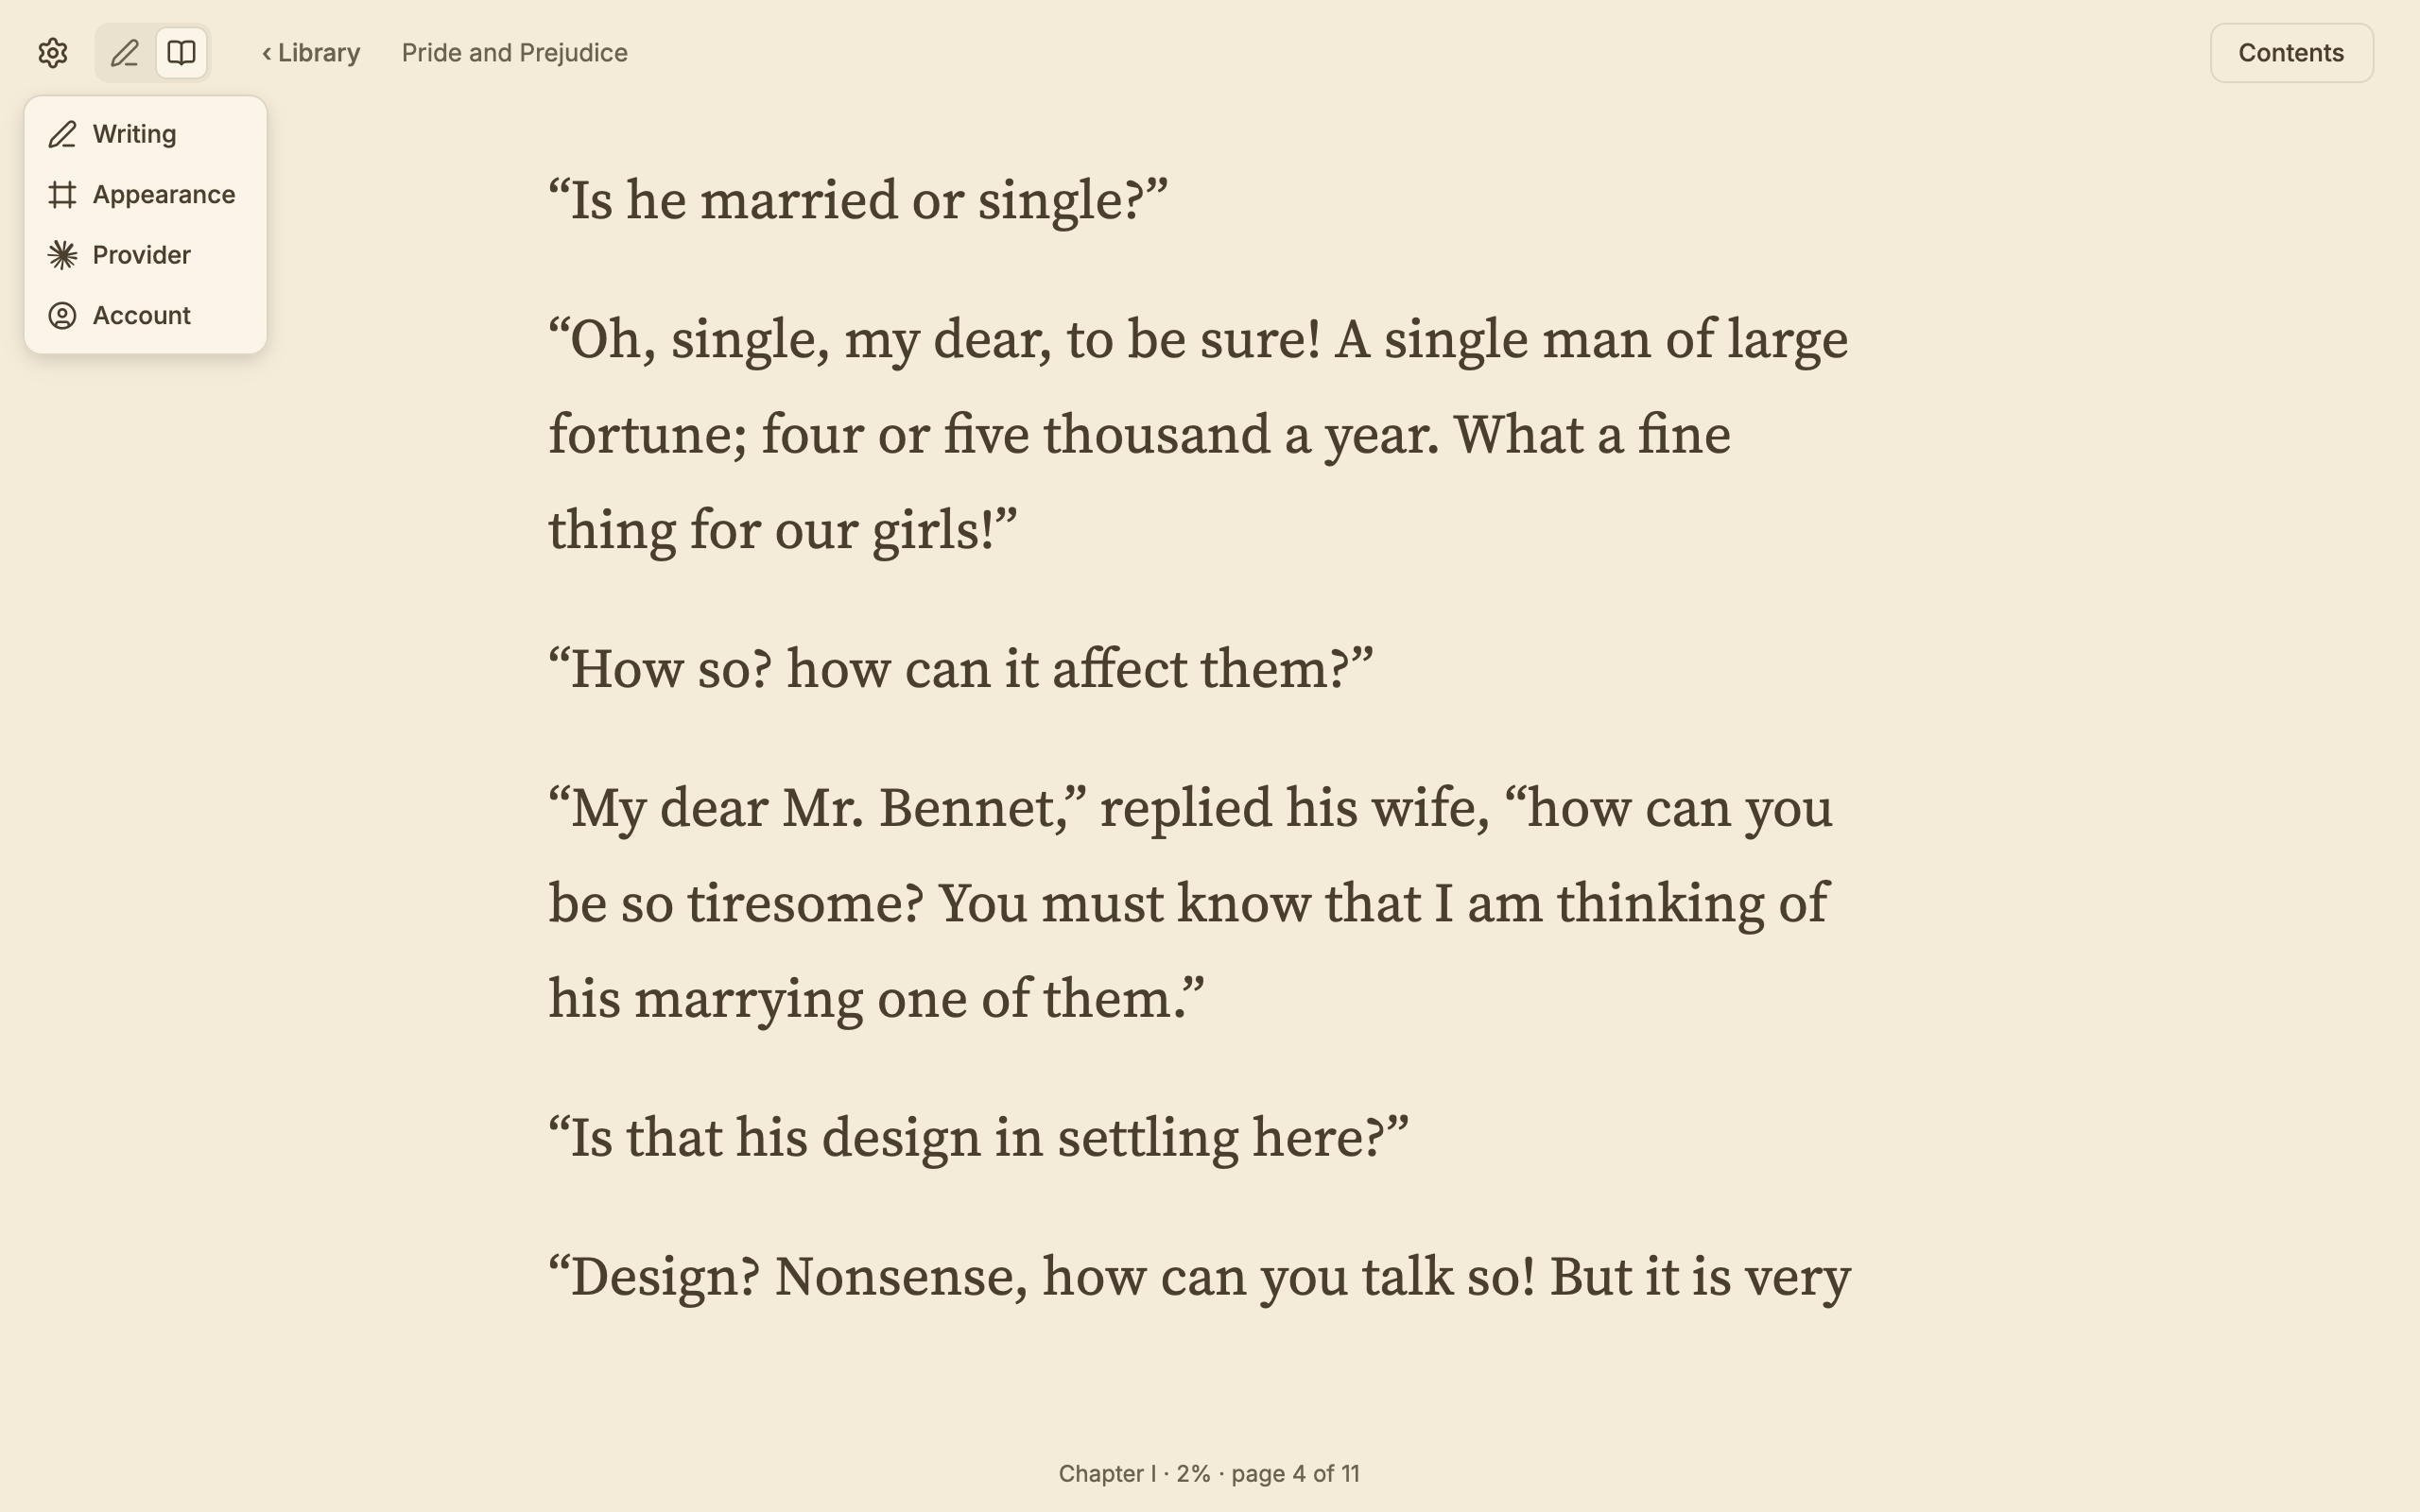 ‹ Library
Pride and Prejudice
Contents
Writing
Appearance
Provider
Account
“Is he married or single?”
“Oh, single, my dear, to be sure! A single man of large
fortune; four or five thousand a year. What a fine
thing for our girls!”
“How so? how can it affect them?”
“My dear Mr. Bennet,” replied his wife, “how can you
be so tiresome? You must know that I am thinking of
his marrying one of them.”
“Is that his design in settling here?”
“Design? Nonsense, how can you talk so! But it is very
Chapter I · 2% · page 4 of 11